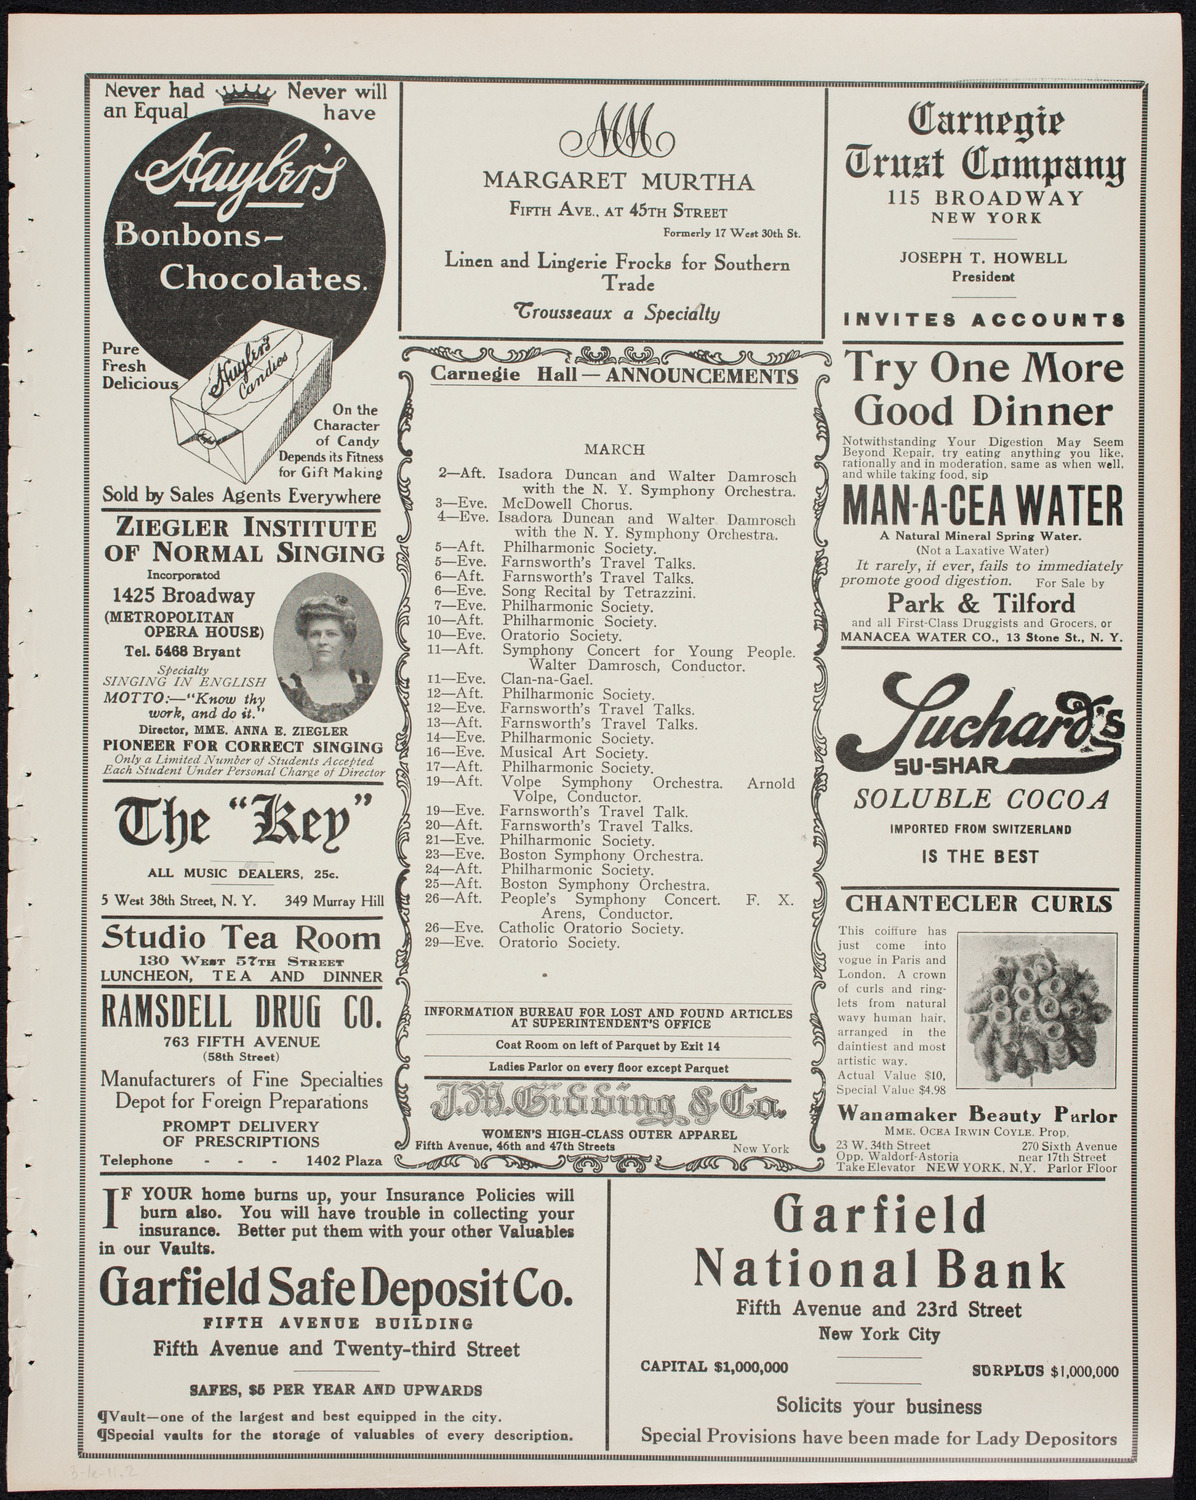 Never had
an Equal
Never will
have
Huyler's
Bonbons—
Chocolates.
Pure
Fresh
Delicious
Huyler's
Candies
On the
Character
of Candy
Depends its Fitness
for Gift Making
Sold by Sales Agents Everywhere
ZIEGLER INSTITUTE
OF NORMAL SINGING
Incorporated
1425 Broadway
(METROPOLITAN
OPERA HOUSE)
Tel. 5468 Bryant
Specialty
SINGING IN ENGLISH
MOTTO:—"Know thy
work, and do it."
Director, MME. ANNA E. ZIEGLER
PIONEER FOR CORRECT SINGING
Only a Limited Number of Students Accepted
Each Student Under Personal Charge of Director
The "Key"
ALL MUSIC DEALERS, 25c.
5 West 38th Street, N. Y. 349 Murray Hill
Studio Tea Room
130 WEST 57TH STREET
LUNCHEON, TEA AND DINNER
RAMSDELL DRUG CO.
763 FIFTH AVENUE
(58th Street)
Manufacturers of Fine Specialties
Depot for Foreign Preparations
PROMPT DELIVERY
OF PRESCRIPTIONS
Telephone - - - 1402 Plaza
MM
MARGARET MURTHA
FIFTH AVE., AT 45TH STREET
Formerly 17 West 30th St.
Linen and Lingerie Frocks for Southern
Trade
Trousseaux a Specialty
Carnegie Hall — ANNOUNCEMENTS
MARCH
2—Aft. Isadora Duncan and Walter Damrosch
with the N. Y. Symphony Orchestra.
3—Eve. McDowell Chorus.
4—Eve. Isadora Duncan and Walter Damrosch
with the N. Y. Symphony Orchestra.
5—Aft. Philharmonic Society.
5—Eve. Farnsworth's Travel Talks.
6—Aft. Farnsworth's Travel Talks.
6—Eve. Song Recital by Tetrazzini.
7—Eve. Philharmonic Society.
10—Aft. Philharmonic Society.
10—Eve. Oratorio Society.
11—Aft. Symphony Concert for Young People.
Walter Damrosch, Conductor.
11—Eve. Clan-na-Gael.
12—Aft. Philharmonic Society.
12—Eve. Farnsworth's Travel Talks.
13—Aft. Farnsworth's Travel Talks.
14—Eve. Philharmonic Society.
16—Eve. Musical Art Society.
17—Aft. Philharmonic Society.
19—Aft. Volpe Symphony Orchestra. Arnold
Volpe, Conductor.
19—Eve. Farnsworth's Travel Talk.
20—Aft. Farnsworth's Travel Talks.
21—Eve. Philharmonic Society.
23—Eve. Boston Symphony Orchestra.
24—Aft. Philharmonic Society.
25—Aft. Boston Symphony Orchestra.
26—Aft. People's Symphony Concert. F. X.
Arens, Conductor.
26—Eve. Catholic Oratorio Society.
29—Eve. Oratorio Society.
INFORMATION BUREAU FOR LOST AND FOUND ARTICLES
AT SUPERINTENDENT'S OFFICE
Coat Room on left of Parquet by Exit 14
Ladies Parlor on every floor except Parquet
J. M. Gidding & Co.
WOMEN'S HIGH-CLASS OUTER APPAREL
Fifth Avenue, 46th and 47th Streets New York
Carnegie
Trust Company
115 BROADWAY
NEW YORK
JOSEPH T. HOWELL
President
INVITES ACCOUNTS
Try One More
Good Dinner
Notwithstanding Your Digestion May Seem
Beyond Repair, try eating anything you like,
rationally and in moderation, same as when well,
and while taking food, sip
MAN-A-CEA WATER
A Natural Mineral Spring Water.
(Not a Laxative Water)
It rarely, if ever, fails to immediately
promote good digestion. For Sale by
Park & Tilford
and all First-Class Druggists and Grocers, or
MANACEA WATER CO., 13 Stone St., N. Y.
Suchard's
SU-SHAR
SOLUBLE COCOA
IMPORTED FROM SWITZERLAND
IS THE BEST
CHANTECLER CURLS
This coiffure has
just come into
vogue in Paris and
London. A crown
of curls and ring-
lets from natural
wavy human hair,
arranged in the
daintiest and most
artistic way.
Actual Value $10,
Special Value $4.98
Wanamaker Beauty Parlor
MME. OCEA IRWIN COYLE, Prop.
23 W. 34th Street 270 Sixth Avenue
Opp. Waldorf-Astoria near 17th Street
Take Elevator NEW YORK, N.Y. Parlor Floor
IF YOUR home burns up, your Insurance Policies will
burn also. You will have trouble in collecting your
insurance. Better put them with your other Valuables
in our Vaults.
Garfield Safe Deposit Co.
FIFTH AVENUE BUILDING
Fifth Avenue and Twenty-third Street
SAFES, $5 PER YEAR AND UPWARDS
¶Vault—one of the largest and best equipped in the city.
¶Special vaults for the storage of valuables of every description.
Garfield
National Bank
Fifth Avenue and 23rd Street
New York City
CAPITAL $1,000,000 SURPLUS $1,000,000
Solicits your business
Special Provisions have been made for Lady Depositors